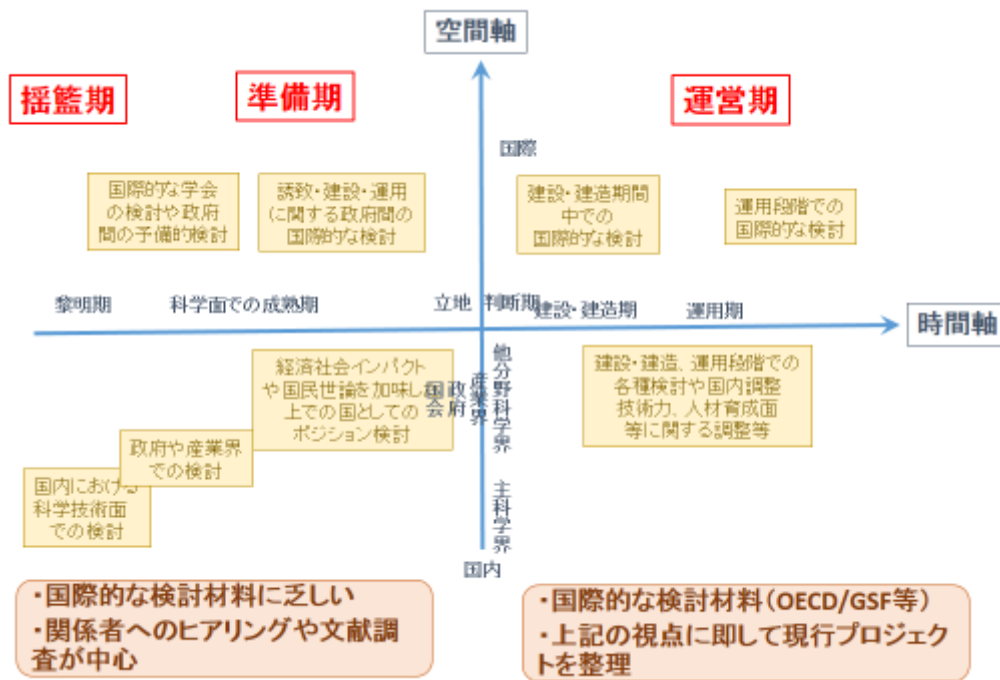 空間軸
揺籃期
準備期
運営期
国際
国際的な学会
の検討や政府
間の予備的検討
誘致・建設・運用
に関する政府間の
国際的な検討
建設・建造期間
中での
国際的な検討
運用段階での
国際的な検討
黎明期
科学面での成熟期
立地 判断期
建設・建造期
運用期
時間軸
経済社会インパクト
や国民世論を加味し
上での国としての
ポジション検討
国会
政府
産業界
他分野科学界
主科学界
建設・建造、運用段階での
各種検討や国内調整
技術力、人材育成面
等に関する調整等
政府や産業界
での検討
国内における
科学技術面
での検討
国内
・国際的な検討材料に乏しい
・関係者へのヒアリングや文献調
査が中心
・国際的な検討材料(OECD/GSF等)
・上記の視点に即して現行プロジェク
トを整理